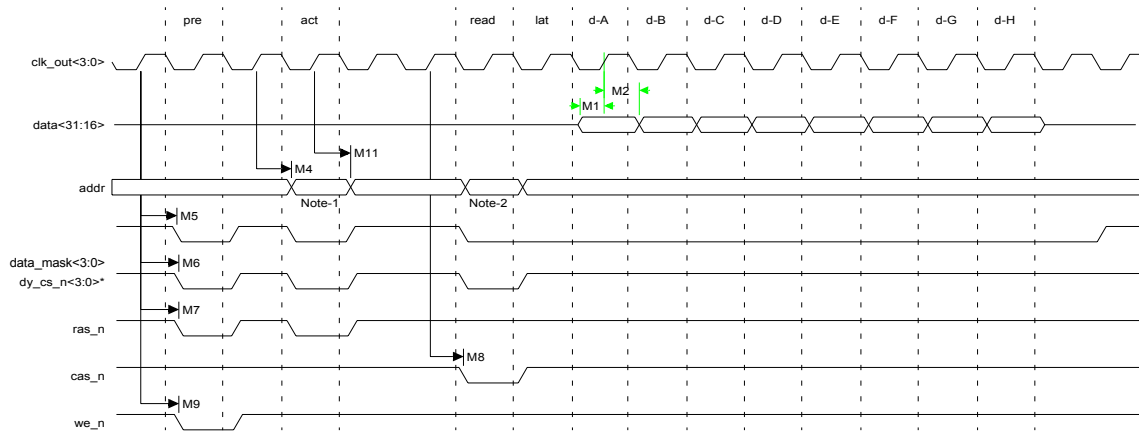 pre act read lat d-A d-B d-C d-D d-E d-F d-G d-H
clk_out<3:0>
M2
M1
data<31:16>
M11
M4
addr
Note-1 Note-2
M5
data_mask<3:0> M6
dy_cs_n<3:0>*
M7
ras_n
M8
cas_n
M9
we_n